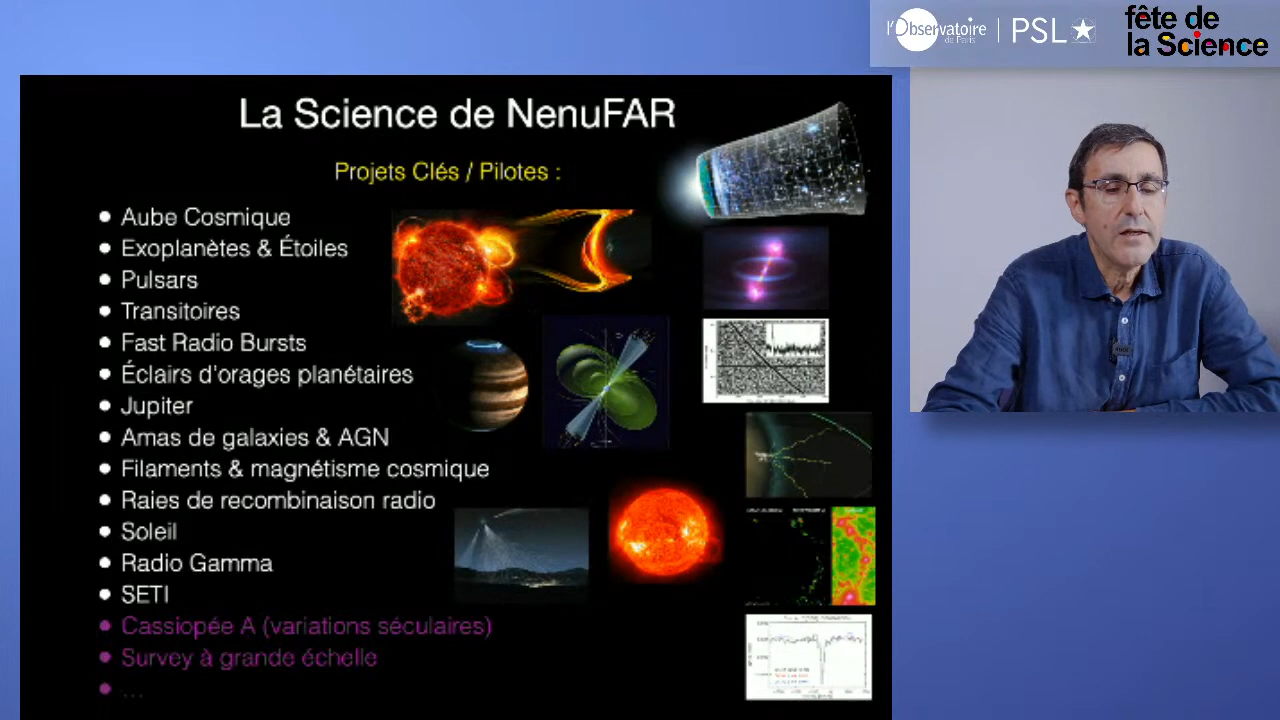 l'Observatoire
de Paris
PSL
fête de
la Science
La Science de NenuFAR
Projets Clés / Pilotes :
• Aube Cosmique
• Exoplanètes & Étoiles
• Pulsars
• Transitoires
• Fast Radio Bursts
• Éclairs d'orages planétaires
• Jupiter
• Amas de galaxies & AGN
• Filaments & magnétisme cosmique
• Raies de recombinaison radio
• Soleil
• Radio Gamma
• SETI
• Cassiopée A (variations séculaires)
• Survey à grande échelle
• ...